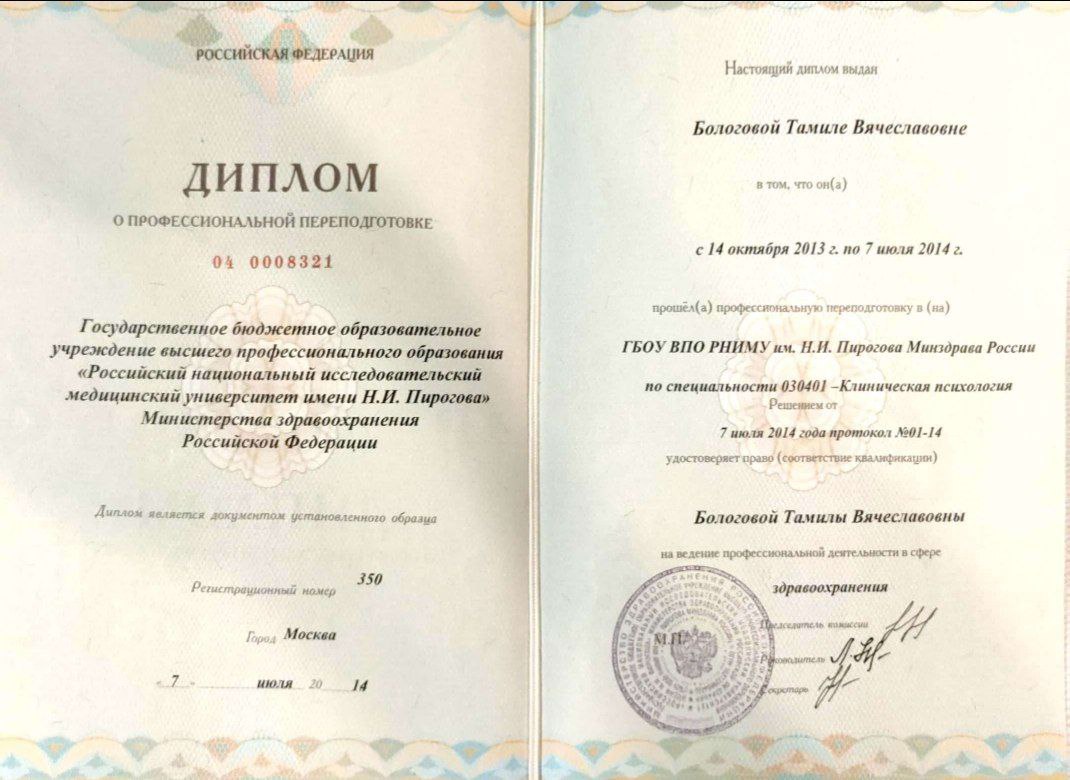 РОССИЙСКАЯ ФЕДЕРАЦИЯ
ДИПЛОМ
О ПРОФЕССИОНАЛЬНОЙ ПЕРЕПОДГОТОВКЕ
04 0008321
Государственное бюджетное образовательное
учреждение высшего профессионального образования
«Российский национальный исследовательский
медицинский университет имени Н.И. Пирогова»
Министерства здравоохранения
Российской Федерации
Диплом является документом установленного образца
Регистрационный номер 350
Город Москва
« 7 » июля 20 14
Настоящий диплом выдан
Бологовой Тамиле Вячеславовне
в том, что он(а)
с 14 октября 2013 г. по 7 июля 2014 г.
прошёл(а) профессиональную переподготовку в (на)
ГБОУ ВПО РНИМУ им. Н.И. Пирогова Минздрава России
по специальности 030401 –Клиническая психология
Решением от
7 июля 2014 года протокол №01-14
удостоверяет право (соответствие квалификации)
Бологовой Тамилы Вячеславовны
на ведение профессиональной деятельности в сфере
здравоохранения
Председатель комиссии
М.П.
Руководитель
Секретарь